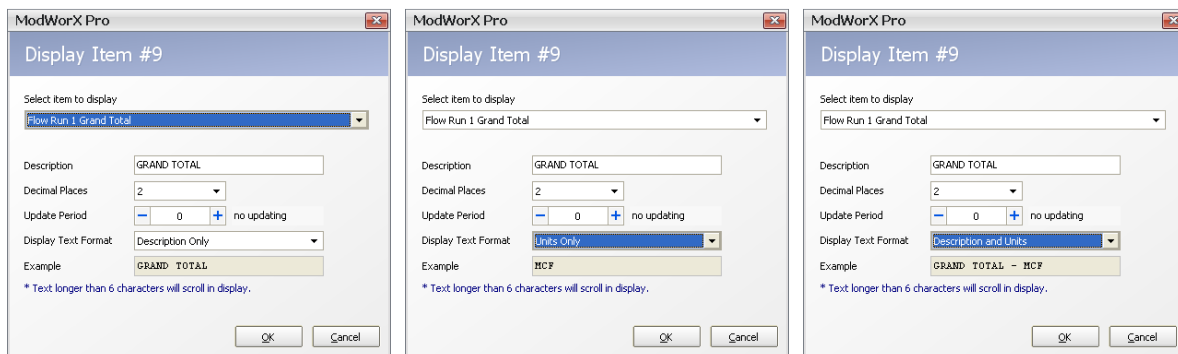 ModWorX Pro
Display Item #9
Select item to display
Flow Run 1 Grand Total
Description GRAND TOTAL
Decimal Places 2
Update Period 0 no updating
Display Text Format Description Only
Example GRAND TOTAL
* Text longer than 6 characters will scroll in display.
OK Cancel
ModWorX Pro
Display Item #9
Select item to display
Flow Run 1 Grand Total
Description GRAND TOTAL
Decimal Places 2
Update Period 0 no updating
Display Text Format Units Only
Example MCF
* Text longer than 6 characters will scroll in display.
OK Cancel
ModWorX Pro
Display Item #9
Select item to display
Flow Run 1 Grand Total
Description GRAND TOTAL
Decimal Places 2
Update Period 0 no updating
Display Text Format Description and Units
Example GRAND TOTAL - MCF
* Text longer than 6 characters will scroll in display.
OK Cancel